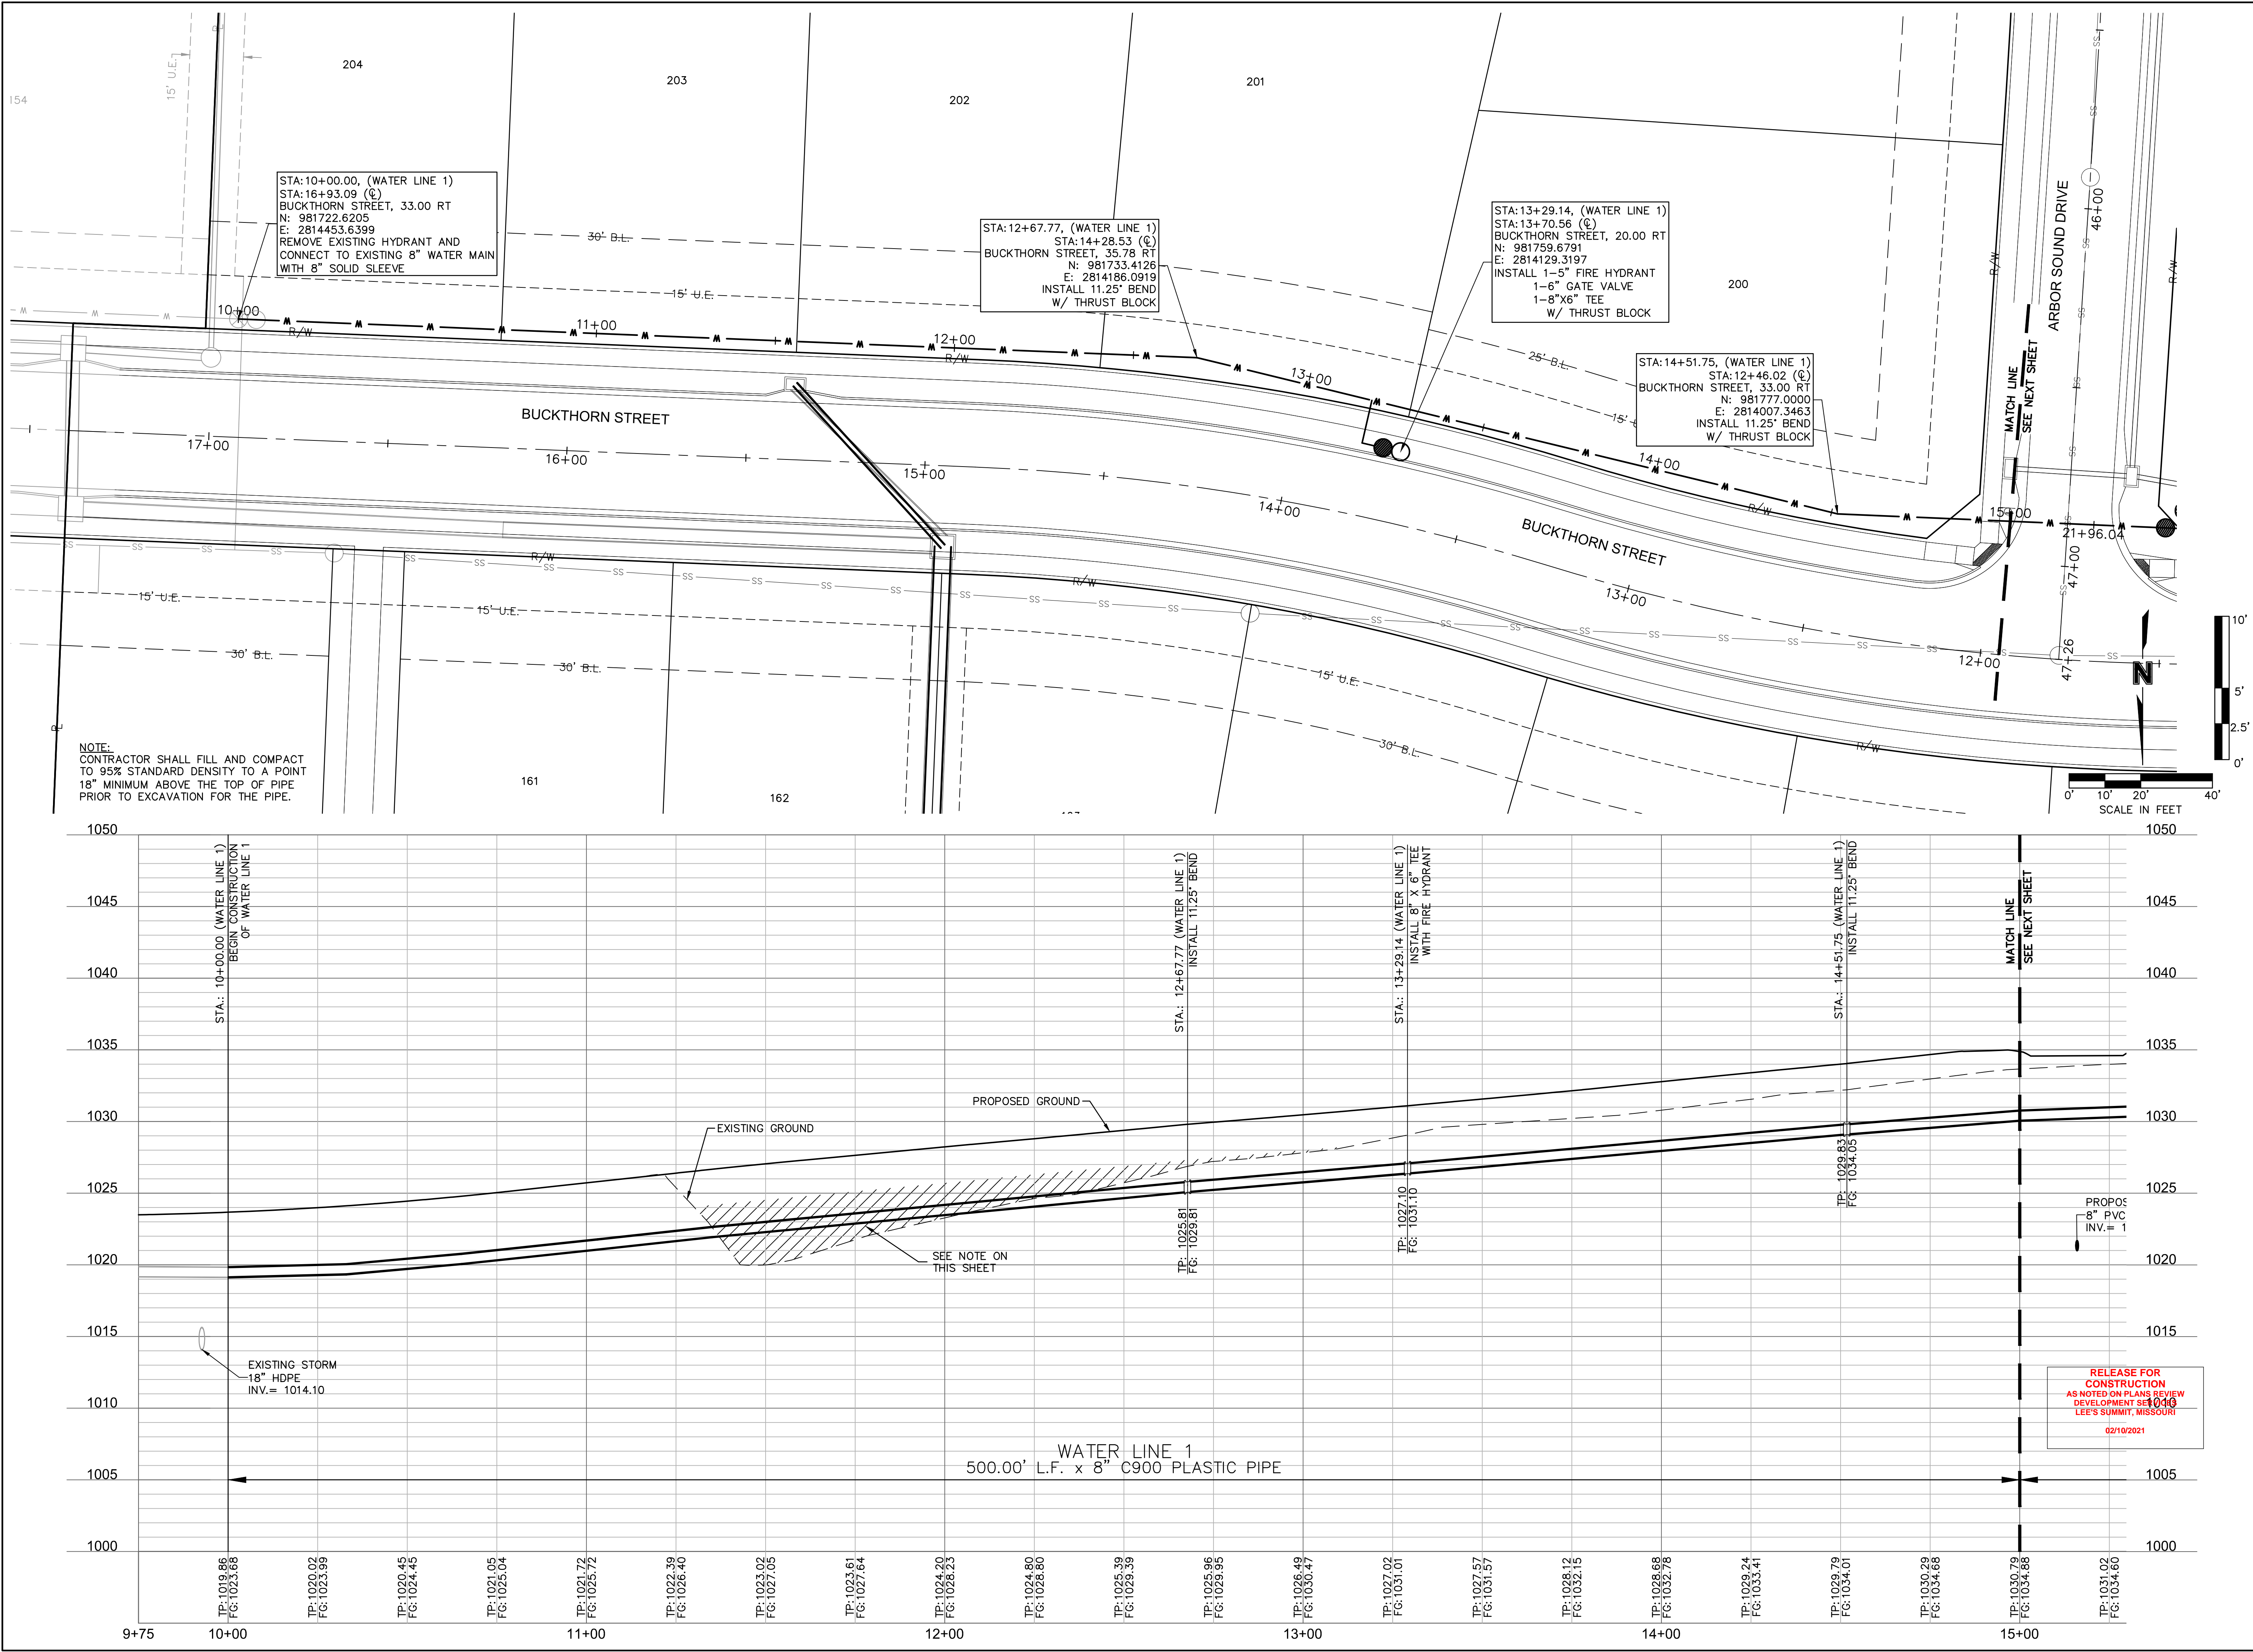 154
15' U.E.
204
203
202
201
200
STA:10+00.00, (WATER LINE 1)
STA:16+93.09 (℄)
BUCKTHORN STREET, 33.00 RT
N: 981722.6205
E: 2814453.6399
REMOVE EXISTING HYDRANT AND
CONNECT TO EXISTING 8" WATER MAIN
WITH 8" SOLID SLEEVE
STA:12+67.77, (WATER LINE 1)
STA:14+28.53 (℄)
BUCKTHORN STREET, 35.78 RT
N: 981733.4126
E: 2814186.0919
INSTALL 11.25° BEND
W/ THRUST BLOCK
STA:13+29.14, (WATER LINE 1)
STA:13+70.56 (℄)
BUCKTHORN STREET, 20.00 RT
N: 981759.6791
E: 2814129.3197
INSTALL 1-5" FIRE HYDRANT
1-6" GATE VALVE
1-8"X6" TEE
W/ THRUST BLOCK
STA:14+51.75, (WATER LINE 1)
STA:12+46.02 (℄)
BUCKTHORN STREET, 33.00 RT
N: 981777.0000
E: 2814007.3463
INSTALL 11.25° BEND
W/ THRUST BLOCK
30' B.L.
15' U.E.
25' B.L.
15' U
10+00
11+00
12+00
13+00
14+00
15+00
R/W
R/W
R/W
R/W
R/W
MATCH LINE
SEE NEXT SHEET
ARBOR SOUND DRIVE
46+00
21+96.04
47+00
47+26
BUCKTHORN STREET
BUCKTHORN STREET
17+00
16+00
15+00
14+00
13+00
12+00
R/W
R/W
R/W
15' U.E.
15' U.E.
15' U.E.
30' B.L.
30' B.L.
30' B.L.
161
162
N
10'
5'
2.5'
0'
0' 10' 20' 40'
SCALE IN FEET
NOTE:
CONTRACTOR SHALL FILL AND COMPACT
TO 95% STANDARD DENSITY TO A POINT
18" MINIMUM ABOVE THE TOP OF PIPE
PRIOR TO EXCAVATION FOR THE PIPE.
1050 1050
1045 1045
1040 1040
1035 1035
1030 1030
1025 1025
1020 1020
1015 1015
1010 1010
1005 1005
1000 1000
STA.: 10+00.00 (WATER LINE 1)
BEGIN CONSTRUCTION
OF WATER LINE 1
STA.: 12+67.77 (WATER LINE 1)
INSTALL 11.25° BEND
STA.: 13+29.14 (WATER LINE 1)
INSTALL 8" X 6" TEE
WITH FIRE HYDRANT
STA.: 14+51.75 (WATER LINE 1)
INSTALL 11.25° BEND
MATCH LINE
SEE NEXT SHEET
PROPOSED GROUND
EXISTING GROUND
SEE NOTE ON
THIS SHEET
TP: 1025.81
FG: 1029.81
TP: 1027.10
FG: 1031.10
TP: 1029.83
FG: 1034.05
PROPOS
8" PVC
INV.= 1
EXISTING STORM
18" HDPE
INV.= 1014.10
RELEASE FOR
CONSTRUCTION
AS NOTED ON PLANS REVIEW
DEVELOPMENT SERVICES
LEE'S SUMMIT, MISSOURI
02/10/2021
WATER LINE 1
500.00' L.F. x 8" C900 PLASTIC PIPE
TP:1019.86
FG:1023.68
TP:1020.02
FG:1023.99
TP:1020.45
FG:1024.45
TP:1021.05
FG:1025.04
TP:1021.72
FG:1025.72
TP:1022.39
FG:1026.40
TP:1023.02
FG:1027.05
TP:1023.61
FG:1027.64
TP:1024.20
FG:1028.23
TP:1024.80
FG:1028.80
TP:1025.39
FG:1029.39
TP:1025.96
FG:1029.95
TP:1026.49
FG:1030.47
TP:1027.02
FG:1031.01
TP:1027.57
FG:1031.57
TP:1028.12
FG:1032.15
TP:1028.68
FG:1032.78
TP:1029.24
FG:1033.41
TP:1029.79
FG:1034.01
TP:1030.29
FG:1034.68
TP:1030.79
FG:1034.88
TP:1031.02
FG:1034.60
9+75 10+00 11+00 12+00 13+00 14+00 15+00